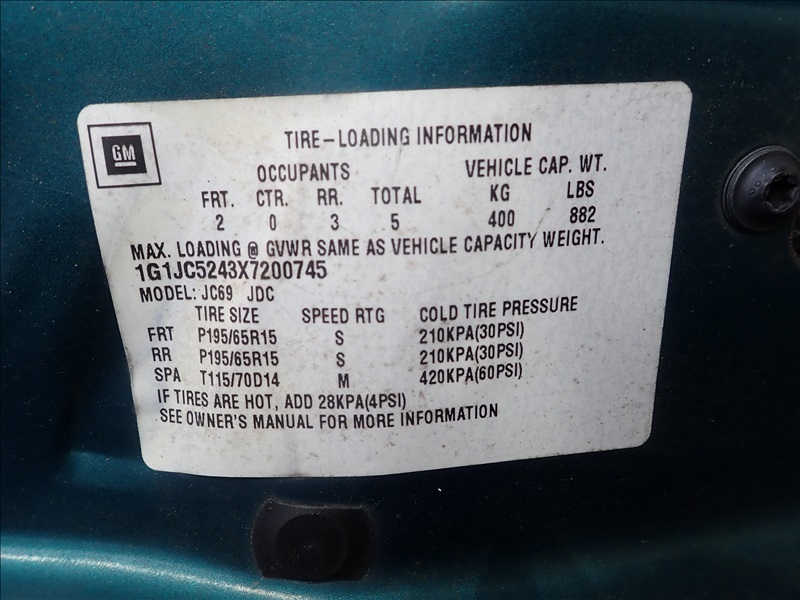 GM
TIRE-LOADING INFORMATION
OCCUPANTS VEHICLE CAP. WT.
FRT. CTR. RR. TOTAL KG LBS
2 0 3 5 400 882
MAX. LOADING @ GVWR SAME AS VEHICLE CAPACITY WEIGHT.
1G1JC5243X7200745
MODEL: JC69 JDC
TIRE SIZE SPEED RTG COLD TIRE PRESSURE
FRT P195/65R15 S 210KPA(30PSI)
RR P195/65R15 S 210KPA(30PSI)
SPA T115/70D14 M 420KPA(60PSI)
IF TIRES ARE HOT, ADD 28KPA(4PSI)
SEE OWNER'S MANUAL FOR MORE INFORMATION